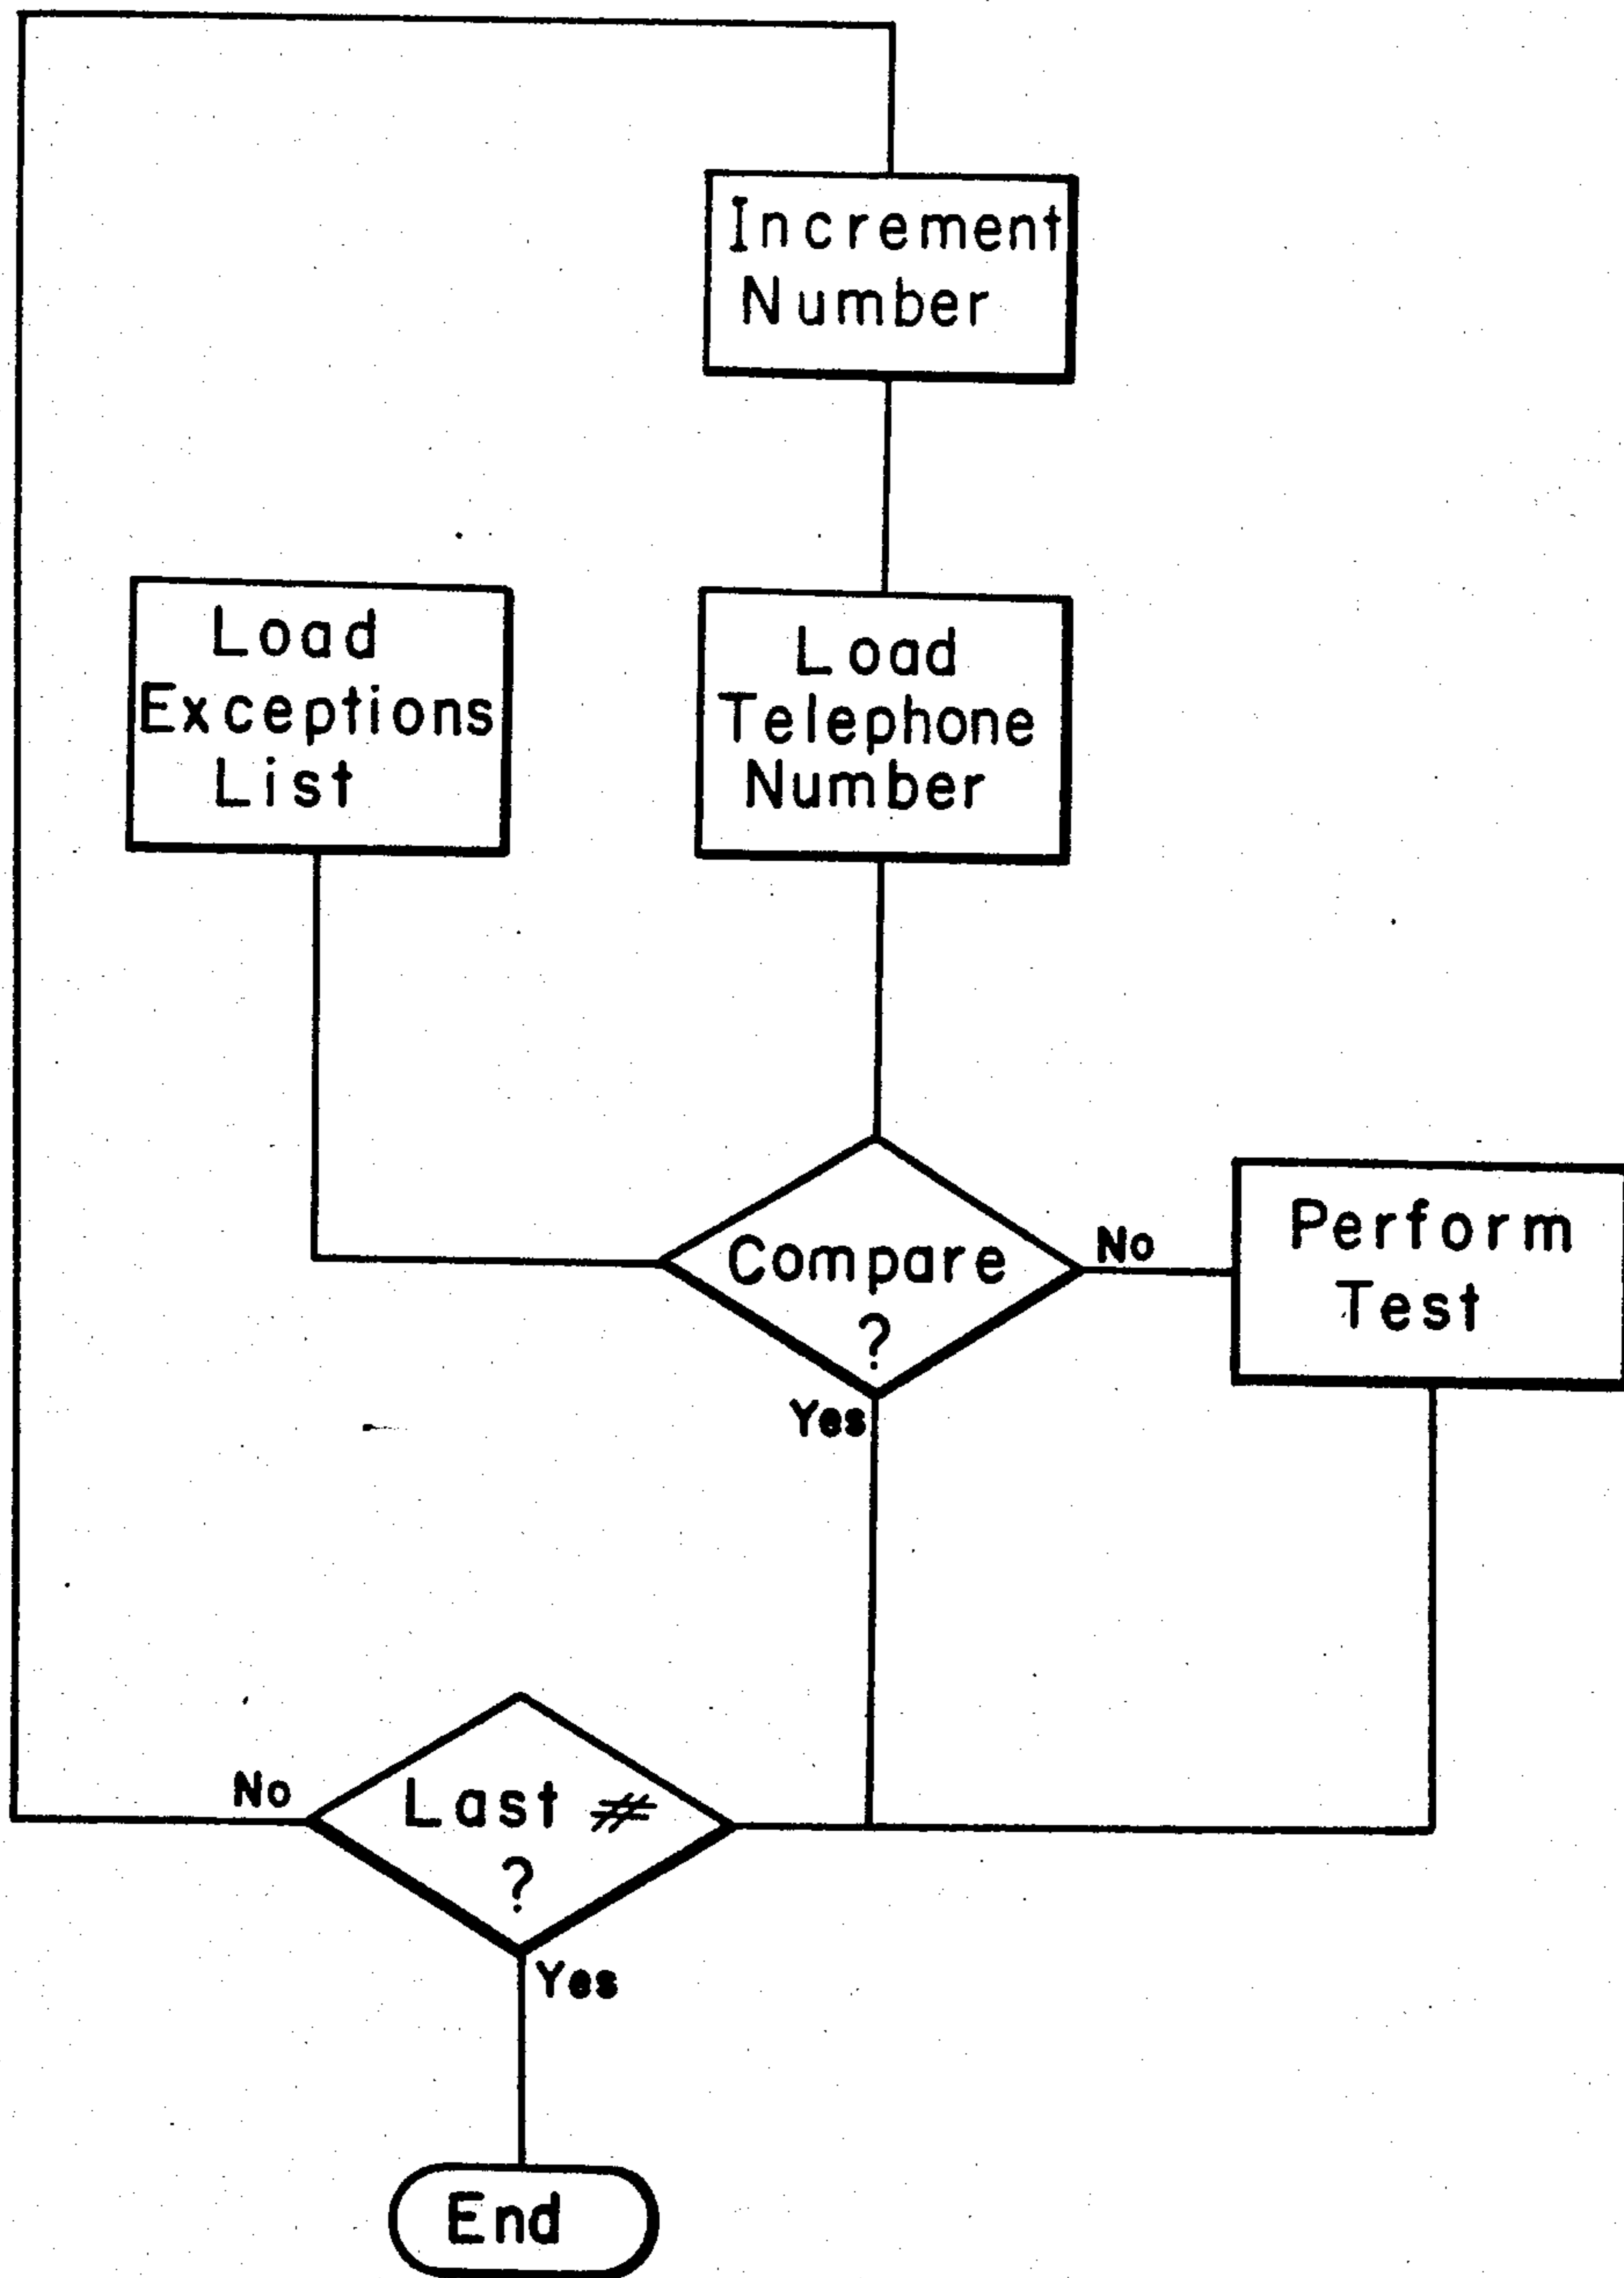 Increment
Number
Load
Exceptions
List
Load
Telephone
Number
Compare
?
No
Yes
Perform
Test
No
Last #
?
Yes
End